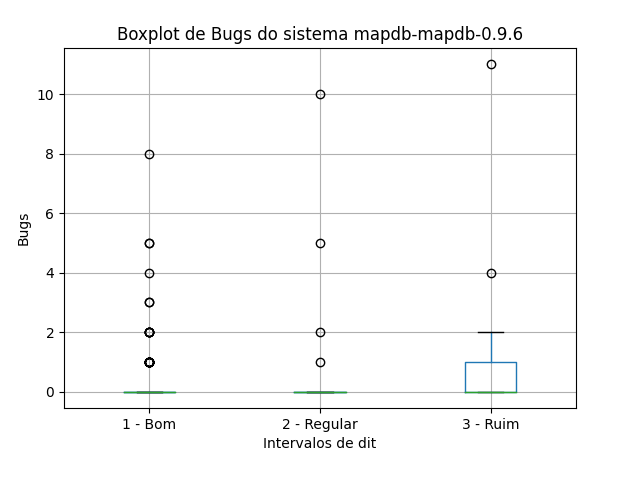 Boxplot de Bugs do sistema mapdb-mapdb-0.9.6
Bugs
10
8
6
4
2
0
1 - Bom
2 - Regular
3 - Ruim
Intervalos de dit